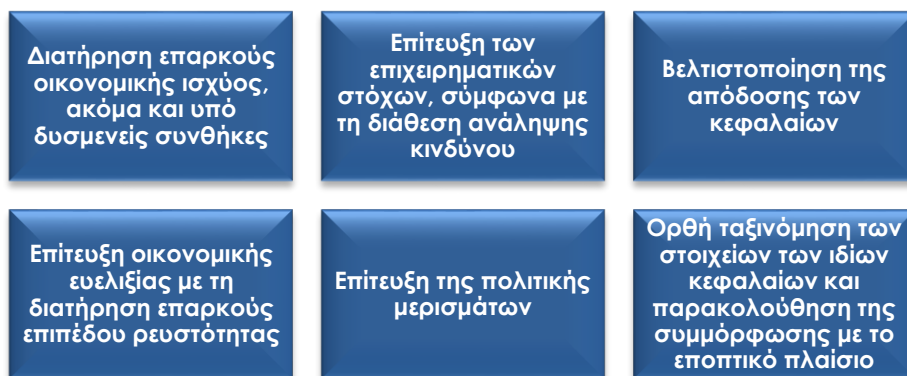 Διατήρηση επαρκούς
οικονομικής ισχύος,
ακόμα και υπό
δυσμενείς συνθήκες
Επίτευξη των
επιχειρηματικών
στόχων, σύμφωνα με
τη διάθεση ανάληψης
κινδύνου
Βελτιστοποίηση της
απόδοσης των
κεφαλαίων
Επίτευξη οικονομικής
ευελιξίας με τη
διατήρηση επαρκούς
επιπέδου ρευστότητας
Επίτευξη της πολιτικής
μερισμάτων
Ορθή ταξινόμηση των
στοιχείων των ιδίων
κεφαλαίων και
παρακολούθηση της
συμμόρφωσης με το
εποπτικό πλαίσιο